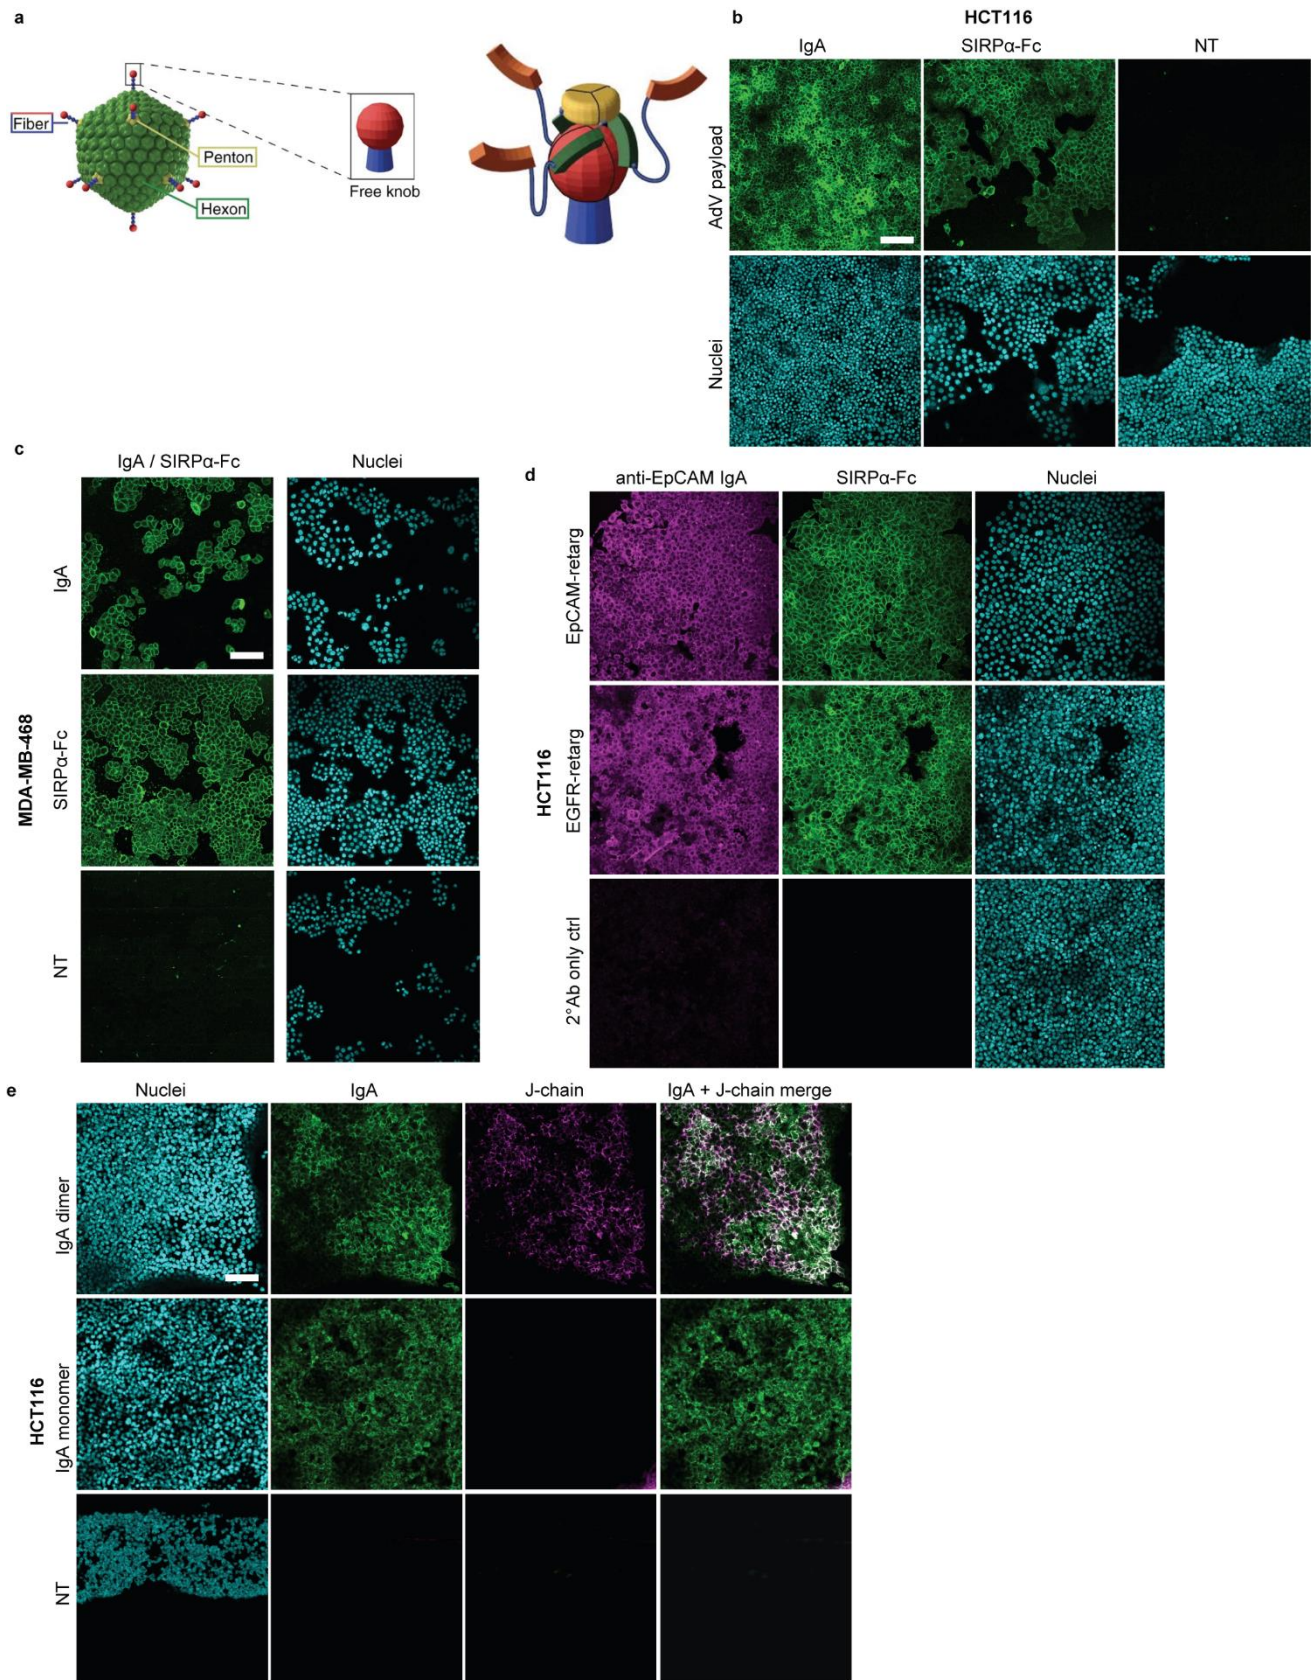 a
Fiber
Penton
Hexon
Free knob
b
HCT116
IgA
SIRPα-Fc
NT
AdV payload
Nuclei
c
IgA / SIRPα-Fc
Nuclei
MDA-MB-468
IgA
SIRPα-Fc
NT
d
anti-EpCAM IgA
SIRPα-Fc
Nuclei
HCT116
EpCAM-retarg
EGFR-retarg
2° Ab only ctrl
e
Nuclei
IgA
J-chain
IgA + J-chain merge
HCT116
IgA dimer
IgA monomer
NT